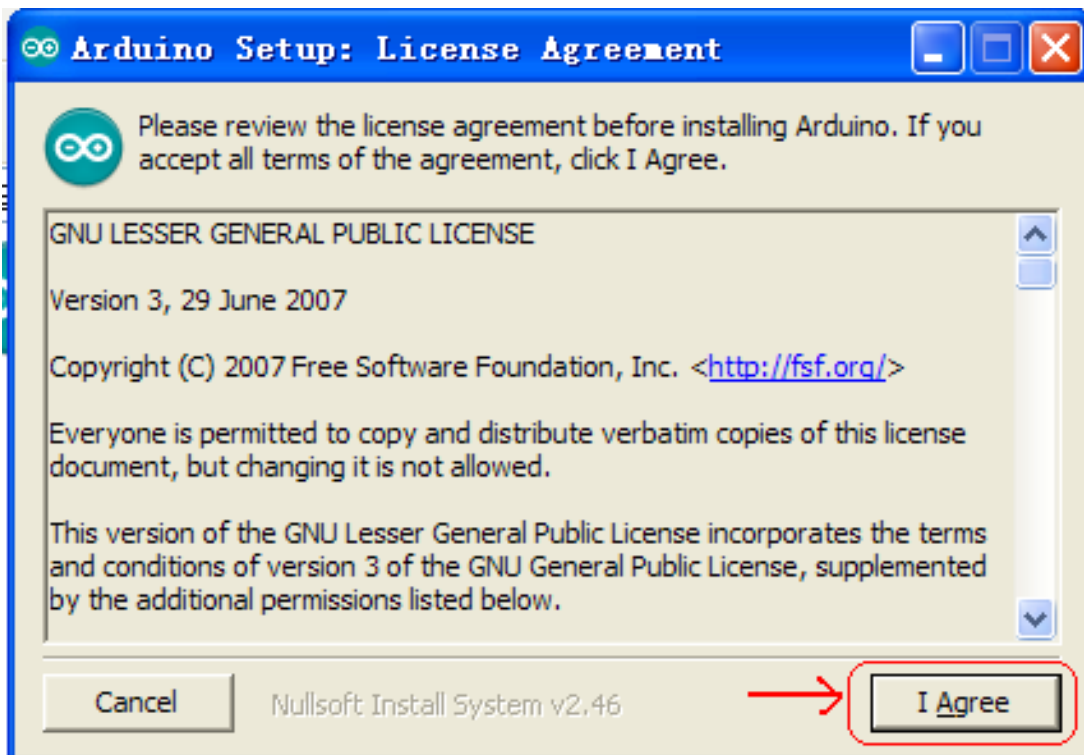 Arduino Setup: License Agreement
Please review the license agreement before installing Arduino. If you
accept all terms of the agreement, click I Agree.
GNU LESSER GENERAL PUBLIC LICENSE
Version 3, 29 June 2007
Copyright (C) 2007 Free Software Foundation, Inc. <http://fsf.org/>
Everyone is permitted to copy and distribute verbatim copies of this license
document, but changing it is not allowed.
This version of the GNU Lesser General Public License incorporates the terms
and conditions of version 3 of the GNU General Public License, supplemented
by the additional permissions listed below.
Cancel
Nullsoft Install System v2.46
I Agree